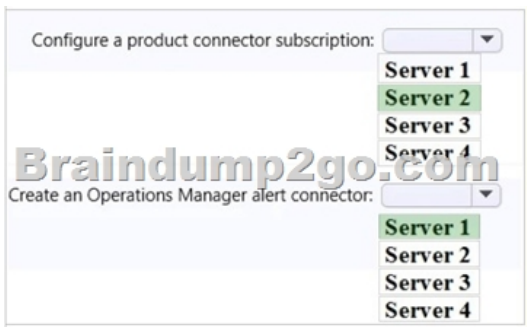 Configure a product connector subscription:
Server 1
Server 2
Server 3
Server 4
Braindump2go.com
Create an Operations Manager alert connector:
Server 1
Server 2
Server 3
Server 4